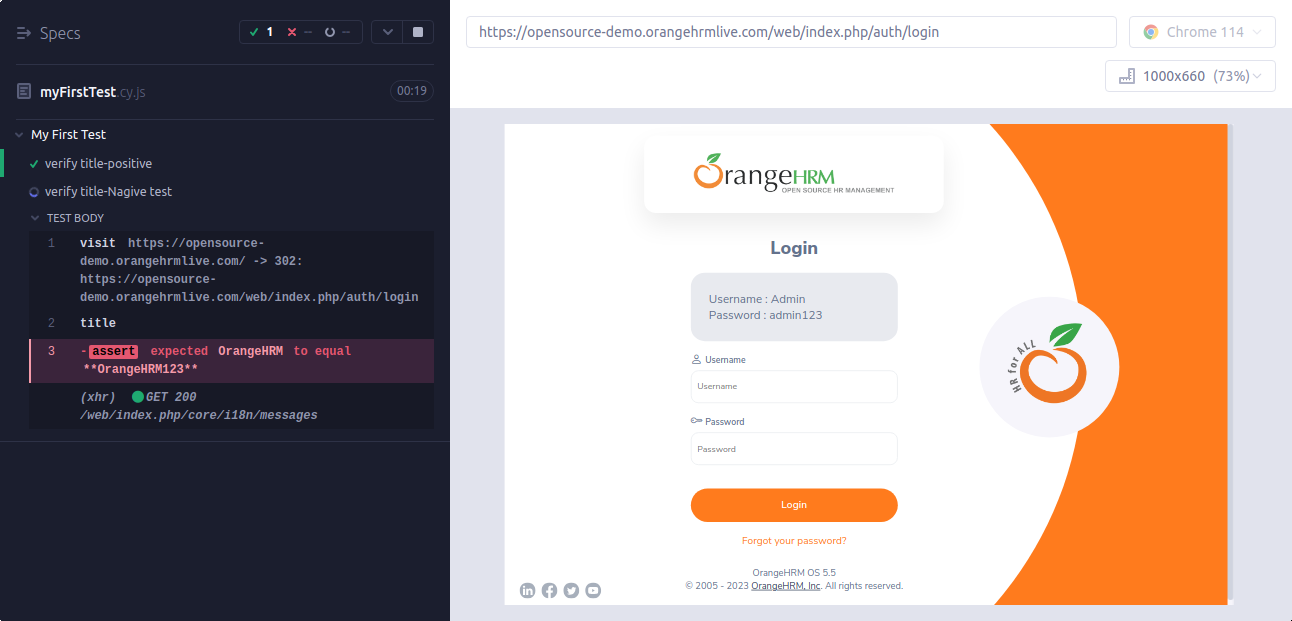 Specs
1 -- --
myFirstTest.cy.js
00:19
My First Test
verify title-positive
verify title-Nagive test
TEST BODY
1 visit https://opensource-
demo.orangehrmlive.com/ -> 302:
https://opensource-
demo.orangehrmlive.com/web/index.php/auth/login
2 title
3 -assert expected OrangeHRM to equal
**OrangeHRM123**
(xhr) GET 200
/web/index.php/core/i18n/messages
https://opensource-demo.orangehrmlive.com/web/index.php/auth/login
Chrome 114
1000x660 (73%)
OrangeHRM
OPEN SOURCE HR MANAGEMENT
Login
Username : Admin
Password : admin123
Username
Username
Password
Password
Login
Forgot your password?
OrangeHRM OS 5.5
© 2005 - 2023 OrangeHRM, Inc. All rights reserved.
HR for ALL